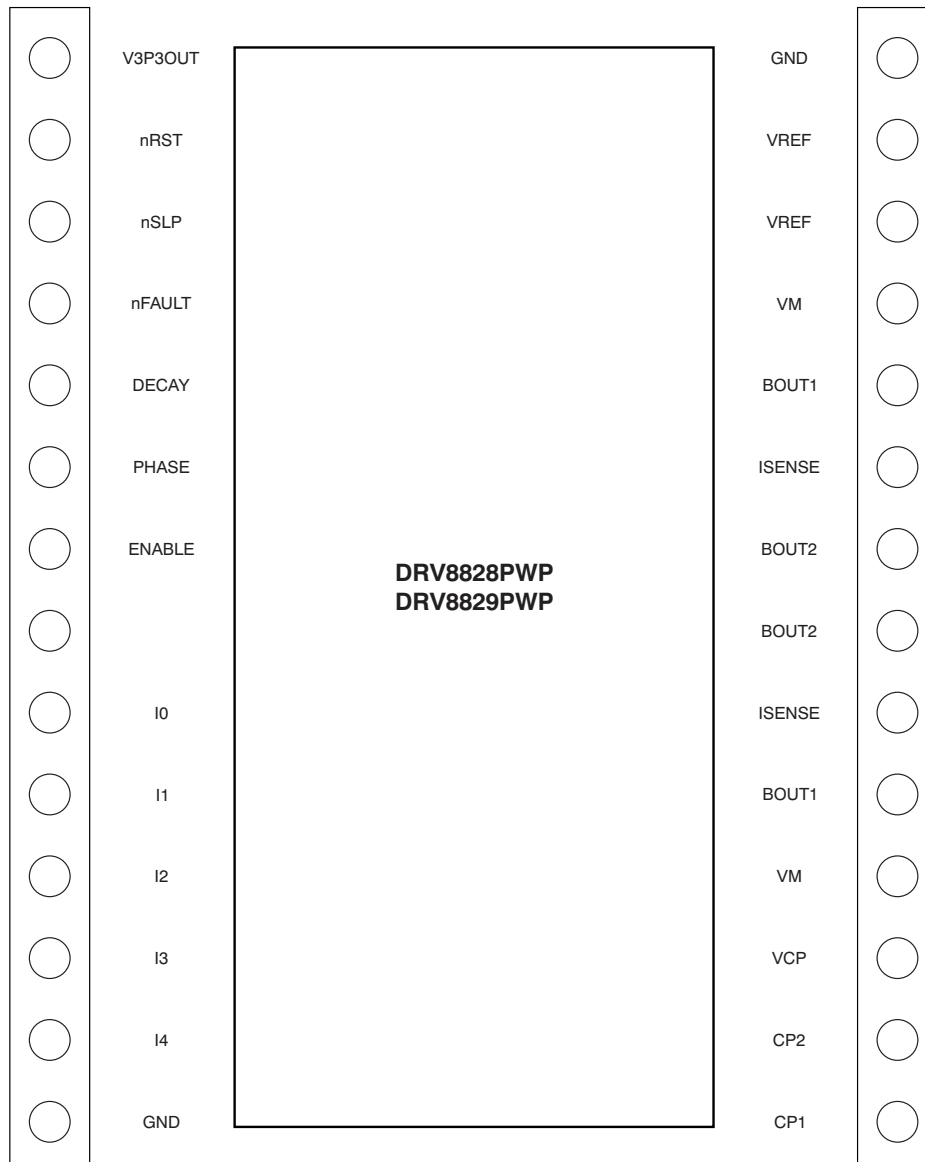 V3P3OUT GND
nRST VREF
nSLP VREF
nFAULT VM
DECAY BOUT1
PHASE ISENSE
ENABLE BOUT2
DRV8828PWP
DRV8829PWP
BOUT2
I0 ISENSE
I1 BOUT1
I2 VM
I3 VCP
I4 CP2
GND CP1